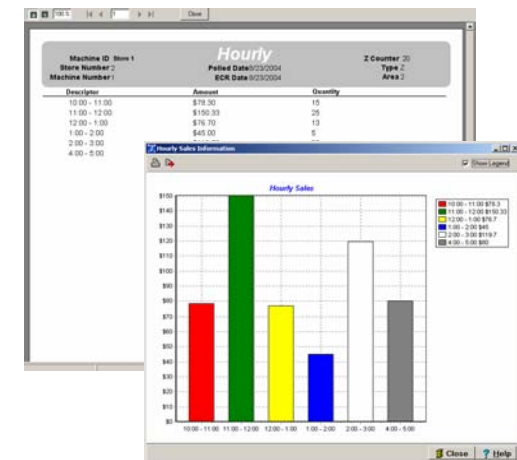 100%
1
Close
Hourly
Machine ID Store 1
Store Number 2
Machine Number 1
Polled Date 8/23/2004
ECR Date 8/23/2004
Z Counter 20
Type Z
Area 2
Descriptor Amount Quantity
10:00 - 11:00 $78.30 15
11:00 - 12:00 $150.33 25
12:00 - 1:00 $76.70 13
1:00 - 2:00 $45.00 5
2:00 - 3:00
4:00 - 5:00
Hourly Sales Information
Show Legend
Hourly Sales
10:00 - 11:00 $78.3
11:00 - 12:00 $150.33
12:00 - 1:00 $76.7
1:00 - 2:00 $45
2:00 - 3:00 $119.7
4:00 - 5:00 $80
$150
$140
$130
$120
$110
$100
$90
$80
$70
$60
$50
$40
$30
$20
$10
$0
10:00 - 11:00 11:00 - 12:00 12:00 - 1:00 1:00 - 2:00 2:00 - 3:00 4:00 - 5:00
Close Help